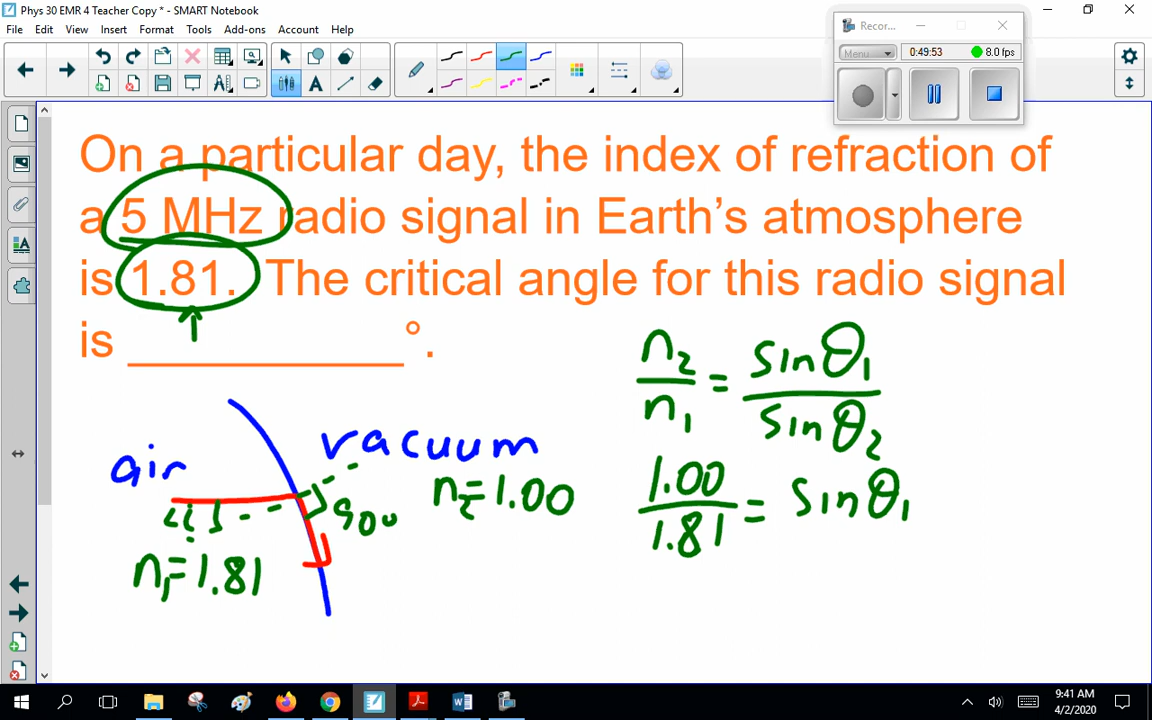 Phys 30 EMR 4 Teacher Copy * - SMART Notebook
File Edit View Insert Format Tools Add-ons Account Help
Recor...
Menu
0:49:53
8.0 fps
On a particular day, the index of refraction of
a 5 MHz radio signal in Earth's atmosphere
is 1.81. The critical angle for this radio signal
is ____________°.
n₂/n₁ = sinθ₁/sinθ₂
air
vacuum
n₂=1.00
90°
n₁=1.81
1.00/1.81 = sinθ₁
9:41 AM
4/2/2020